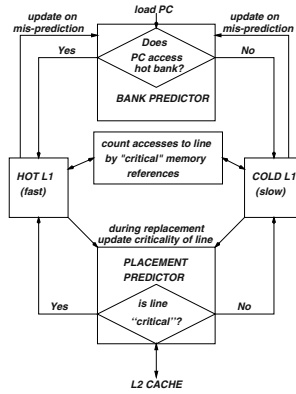 load PC
update on
mis-prediction
update on
mis-prediction
Yes
Does
PC access
hot bank?
No
BANK PREDICTOR
HOT L1
(fast)
count accesses to line
by "critical" memory
references
COLD L1
(slow)
during replacement
update criticality of line
PLACEMENT
PREDICTOR
Yes
is line
“critical”?
No
L2 CACHE